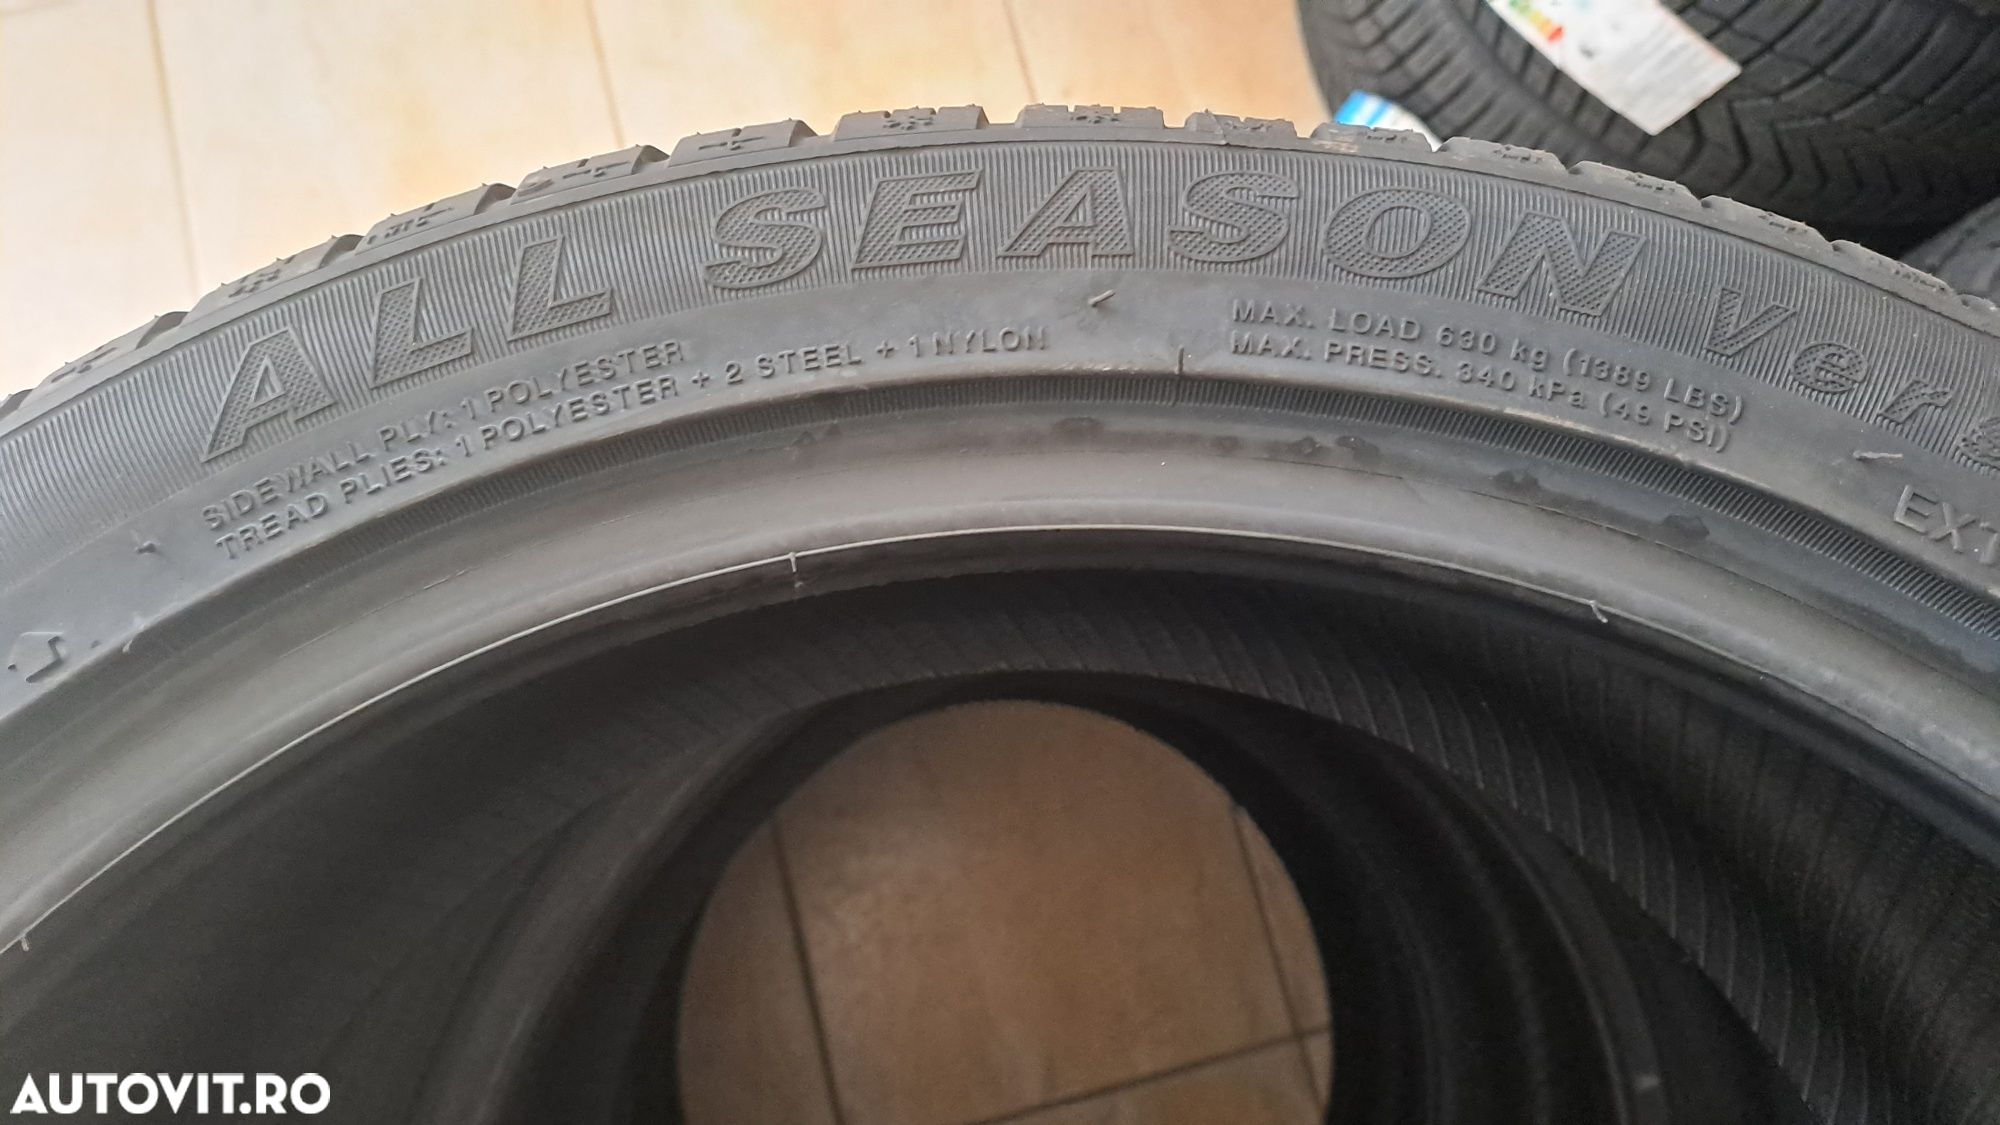 ALL SEASON
SIDEWALL PLY: 1 POLYESTER
TREAD PLIES: 1 POLYESTER + 2 STEEL + 1 NYLON
MAX. LOAD 630 kg (1389 LBS)
MAX. PRESS. 340 kPa (49 PSI)
AUTOVIT.RO